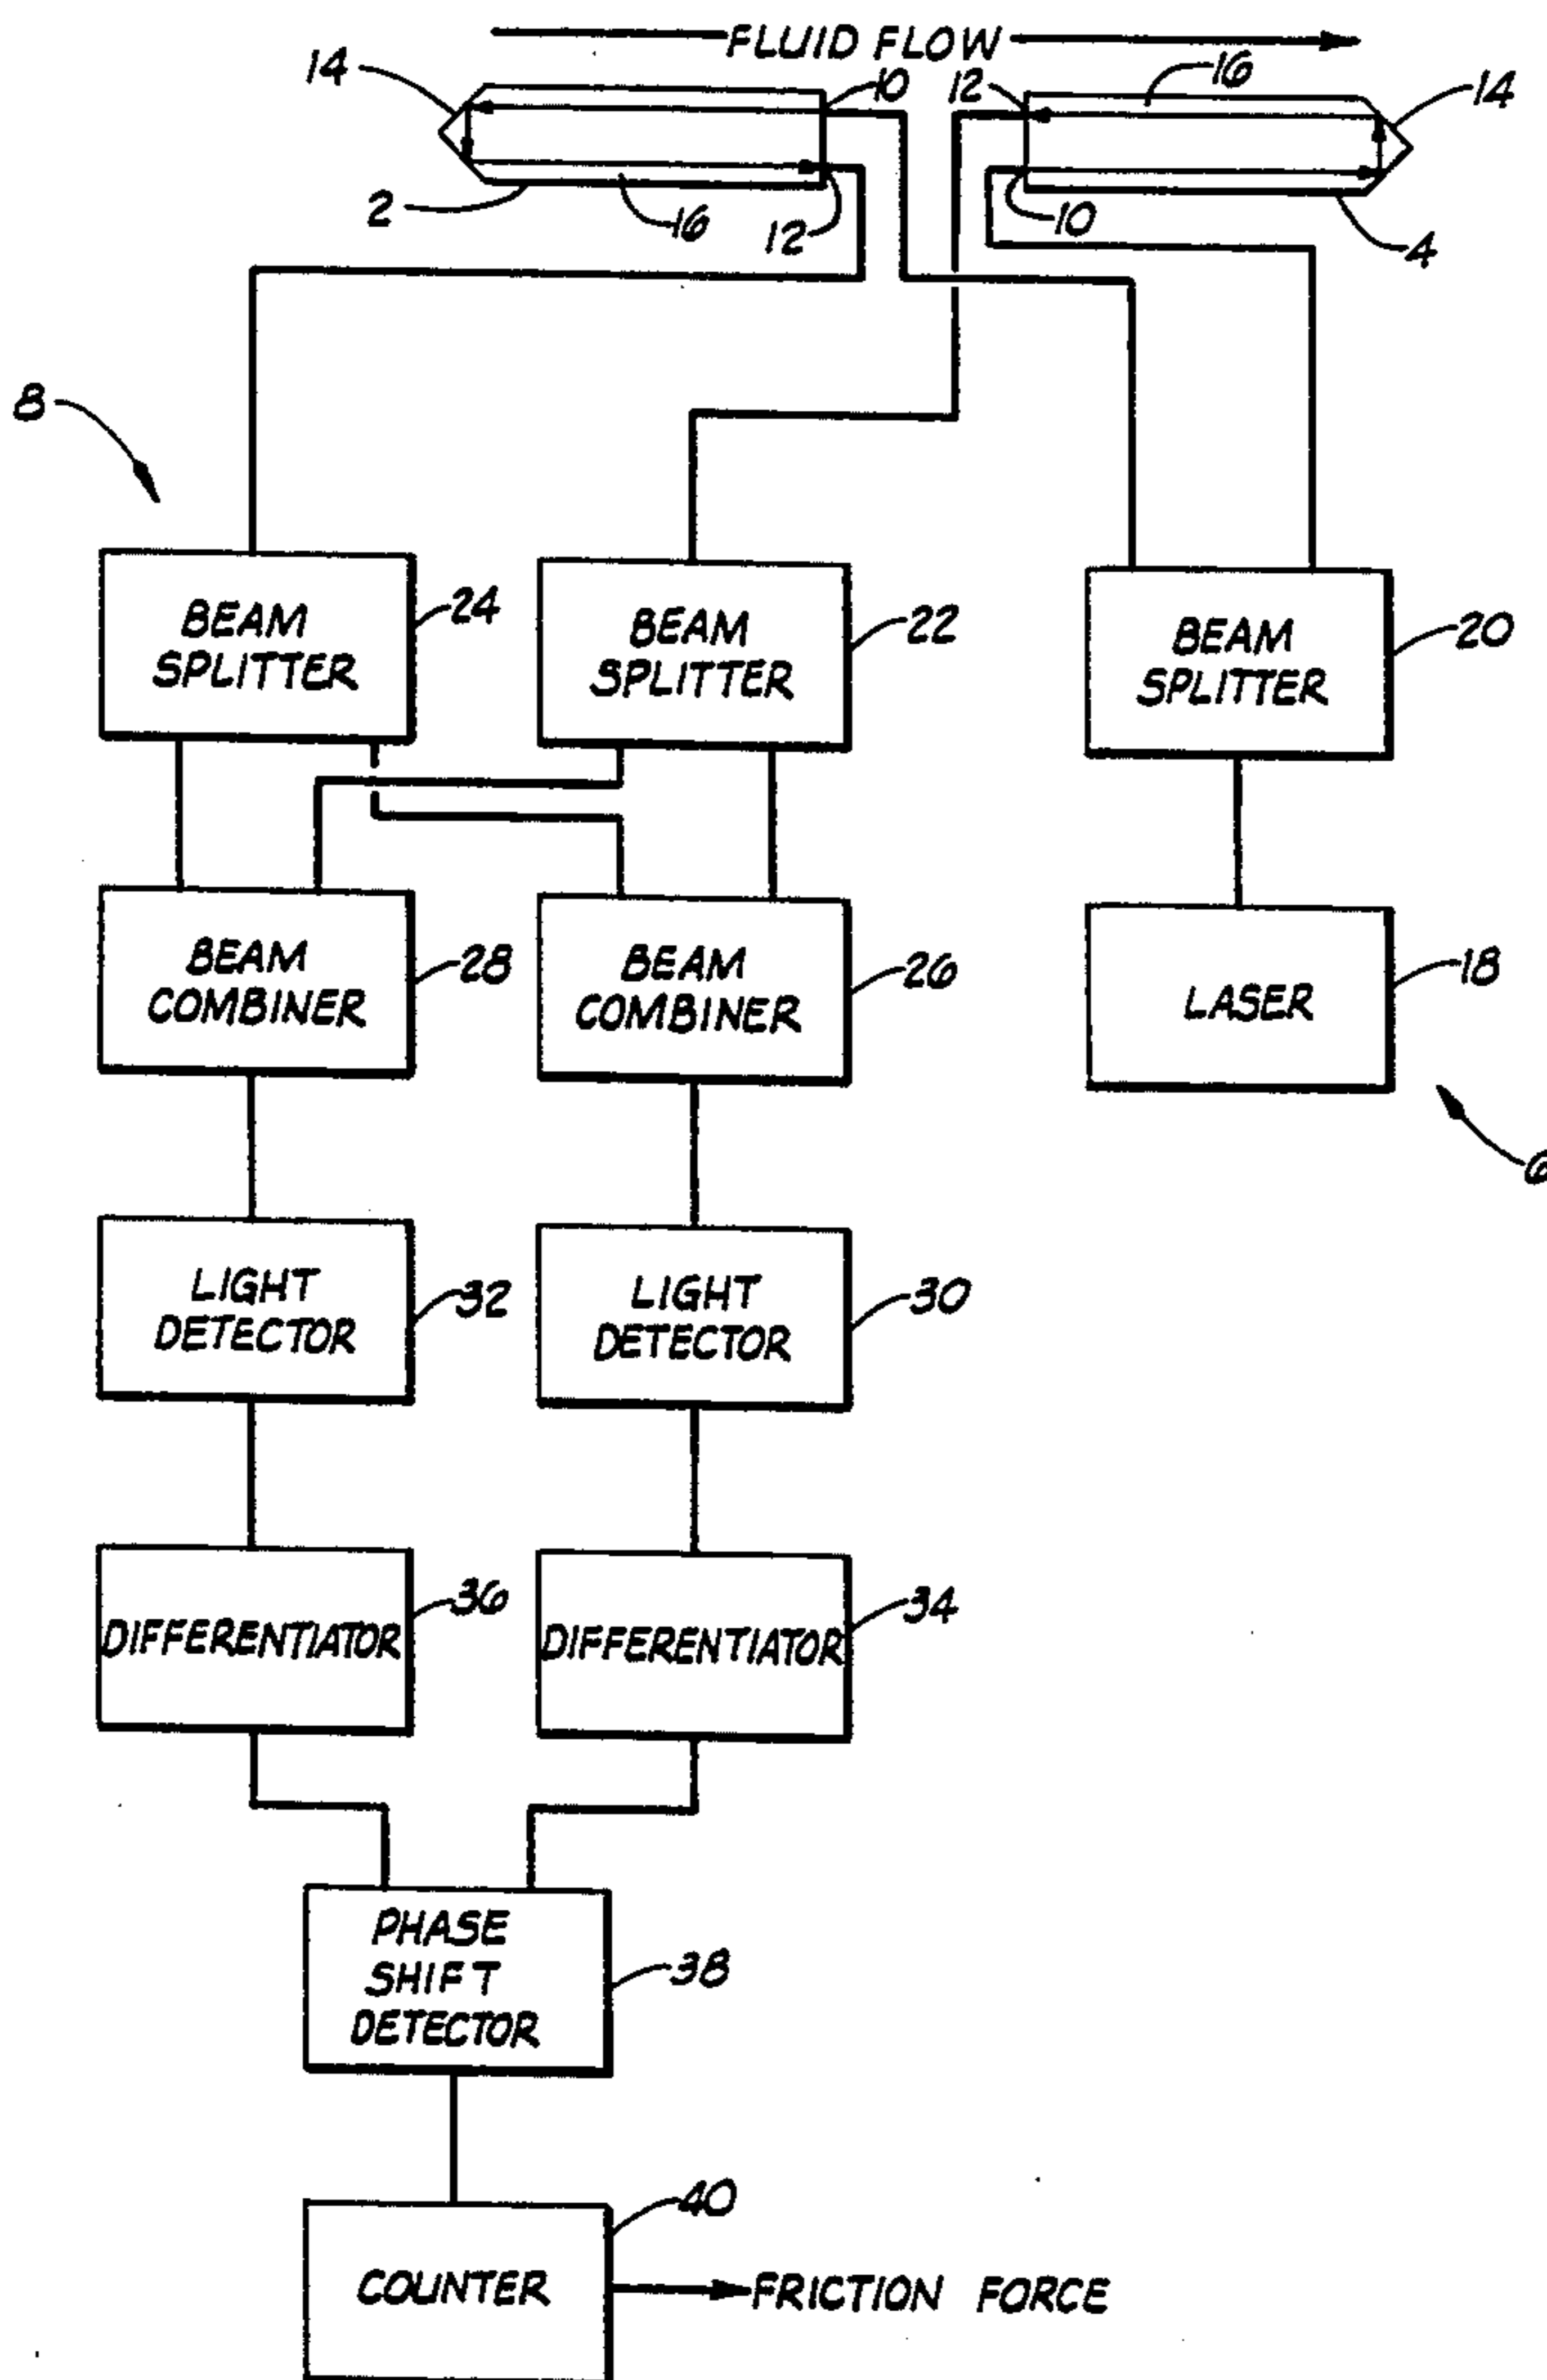 FLUID FLOW
14
10
12
16
14
2
16
12
10
4
8
BEAM
SPLITTER
24
BEAM
SPLITTER
22
BEAM
SPLITTER
20
BEAM
COMBINER
28
BEAM
COMBINER
26
LASER
18
6
LIGHT
DETECTOR
32
LIGHT
DETECTOR
30
DIFFERENTIATOR
36
DIFFERENTIATOR
34
PHASE
SHIFT
DETECTOR
38
COUNTER
40
FRICTION FORCE